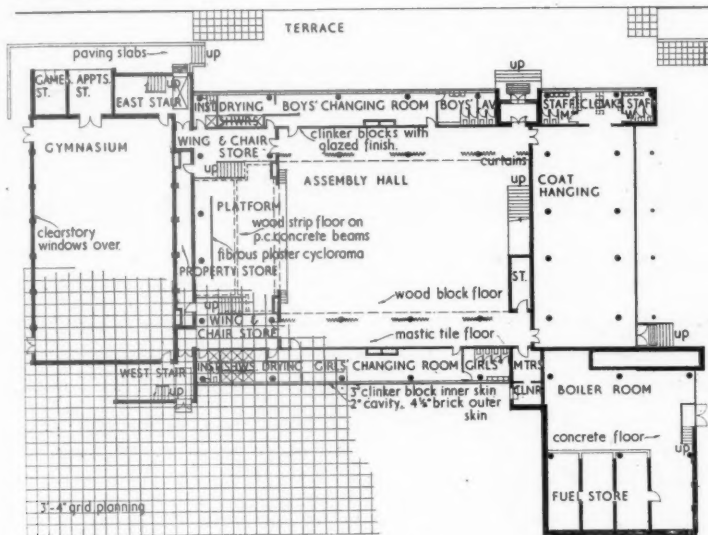 TERRACE
paving slabs
up
up
GAMES.
ST.
APPTS.
ST.
up
EAST STAIR
INST.
DRYING
BOYS' CHANGING ROOM
BOYS'
LAV.
STAFF
M.
CLOAKS
STAFF
W.
SHWRS.
GYMNASIUM
WING & CHAIR
STORE
clinker blocks with
glazed finish.
curtains
up
up
ASSEMBLY HALL
COAT
HANGING
PLATFORM
wood strip floor on
p.c. concrete beams
clearstory
windows over
fibrous plaster cyclorama
PROPERTY STORE
up
wood block floor
ST.
WING &
CHAIR STORE
mastic tile floor
up
INST.
SHWS.
DRYING
GIRLS'
CHANGING ROOM
GIRLS'
MTRS
BOILER ROOM
WEST STAIR
up
3" clinker block inner skin
2" cavity, 4½" brick outer
skin
CLNR.
concrete floor
up
FUEL STORE
3'-4" grid planning